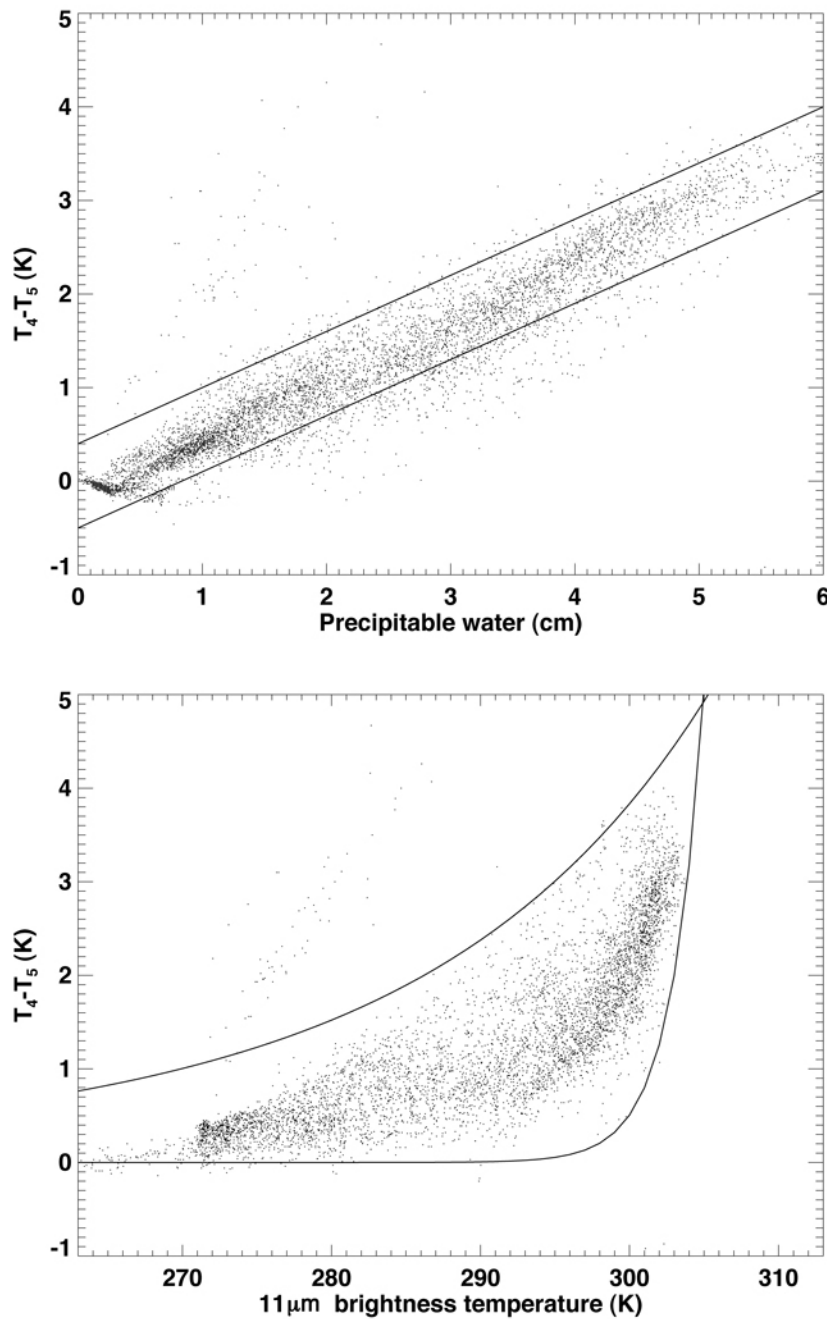 5
4
3
2
1
0
-1
T₄-T₅ (K)
0 1 2 3 4 5 6
Precipitable water (cm)
5
4
3
2
1
0
-1
T₄-T₅ (K)
270 280 290 300 310
11μm brightness temperature (K)